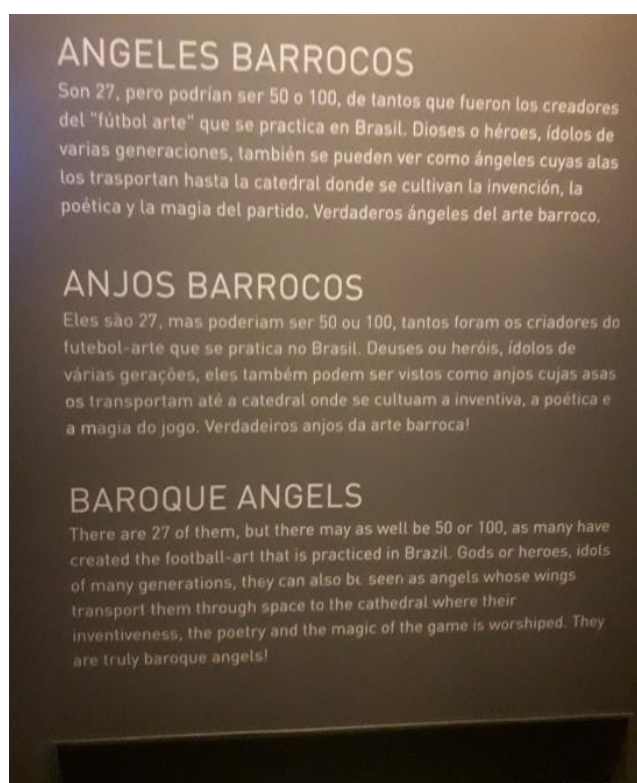 ANGELES BARROCOS
Son 27, pero podrían ser 50 o 100, de tantos que fueron los creadores
del "fútbol arte" que se practica en Brasil. Dioses o héroes, ídolos de
varias generaciones, también se pueden ver como ángeles cuyas alas
los trasportan hasta la catedral donde se cultivan la invención, la
poética y la magia del partido. Verdaderos ángeles del arte barroco.
ANJOS BARROCOS
Eles são 27, mas poderiam ser 50 ou 100, tantos foram os criadores do
futebol-arte que se pratica no Brasil. Deuses ou heróis, ídolos de
várias gerações, eles também podem ser vistos como anjos cujas asas
os transportam até a catedral onde se cultuam a inventiva, a poética e
a magia do jogo. Verdadeiros anjos da arte barroca!
BAROQUE ANGELS
There are 27 of them, but there may as well be 50 or 100, as many have
created the football-art that is practiced in Brazil. Gods or heroes, idols
of many generations, they can also be seen as angels whose wings
transport them through space to the cathedral where their
inventiveness, the poetry and the magic of the game is worshiped. They
are truly baroque angels!